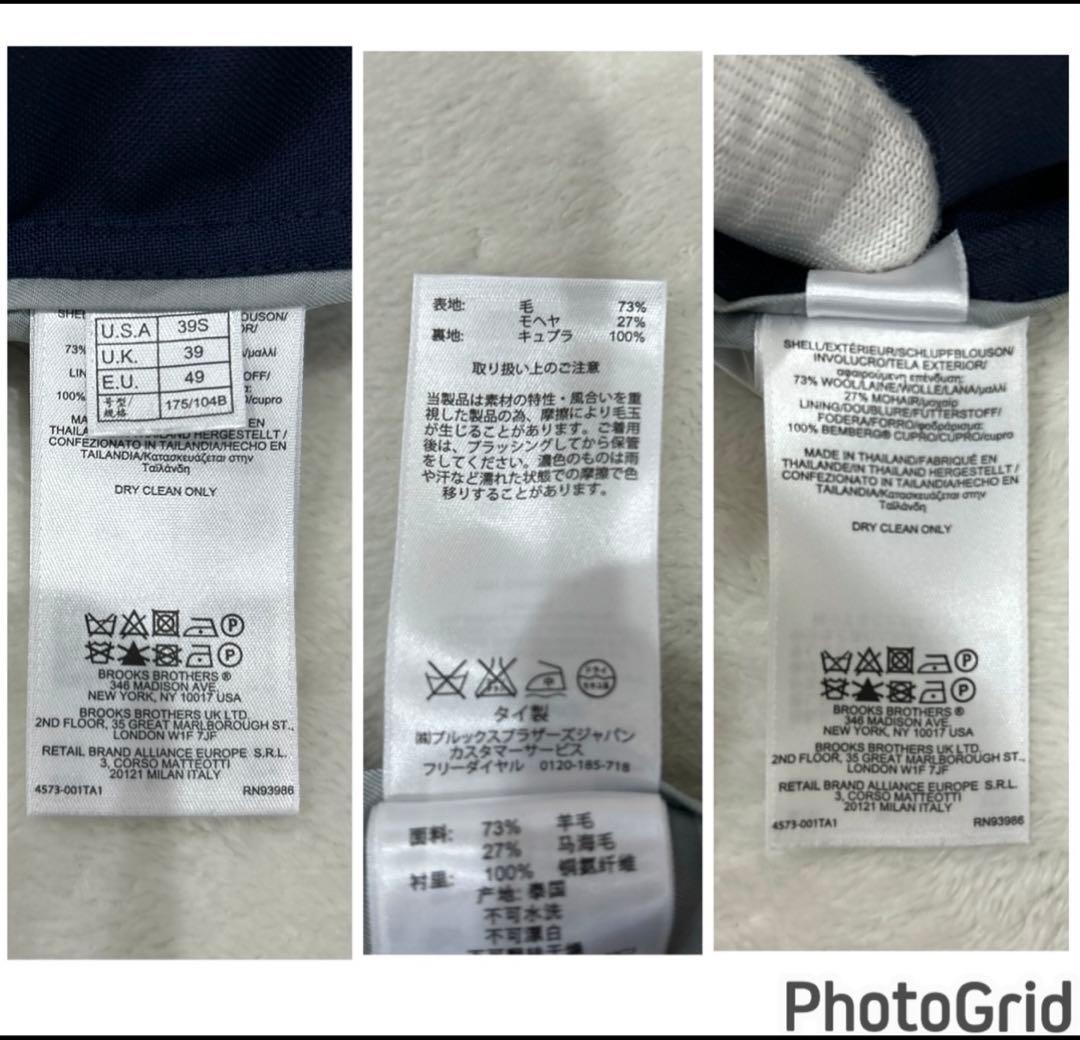 SHE
OUSON/
OR/
73%
/μαλλί
LIN
OFF/
α:
100%
/cupro
MA
EN
THAILA
AILAND HERGESTELLT /
CONFEZIONATO IN TAILANDIA/HECHO EN
TAILANDIA/Κατασκευάζεται στην
Ταϊλάνδη
U.S.A 39S
U.K. 39
E.U. 49
号型/规格 175/104B
DRY CLEAN ONLY
P
P
BROOKS BROTHERS ®
346 MADISON AVE,
NEW YORK, NY 10017 USA
BROOKS BROTHERS UK LTD.
2ND FLOOR, 35 GREAT MARLBOROUGH ST.,
LONDON W1F 7JF
RETAIL BRAND ALLIANCE EUROPE S.R.L.
3, CORSO MATTEOTTI
20121 MILAN ITALY
4573-001TA1 RN93986
表地: 毛 73%
モヘヤ 27%
裏地: キュプラ 100%
取り扱い上のご注意
当製品は素材の特性・風合いを重
視した製品の為、摩擦により毛玉
が生じることがあります。ご着用
後は、ブラッシングしてから保管
をしてください。濃色のものは雨
や汗など濡れた状態での摩擦で色
移りすることがあります。
中
ドライ
タイ製
㈱ブルックスブラザーズジャパン
カスタマーサービス
フリーダイヤル 0120-185-718
面料: 73% 羊毛
27% 马海毛
衬里: 100% 铜氨纤维
产地: 泰国
不可水洗
不可漂白
SHELL/EXTÉRIEUR/SCHLUPFBLOUSON/
INVOLUCRO/TELA EXTERIOR/
αφαιρούμενη επένδυση:
73% WOOL/LAINE/WOLLE/LANA/μαλλί
27% MOHAIR/μοχαίρ
LINING/DOUBLURE/FUTTERSTOFF/
FODERA/FORRO/φοδράρισμα:
100% BEMBERG® CUPRO/CUPRO/cupro
MADE IN THAILAND/FABRIQUÉ EN
THAILANDE/IN THAILAND HERGESTELLT /
CONFEZIONATO IN TAILANDIA/HECHO EN
TAILANDIA/Κατασκευάζεται στην
Ταϊλάνδη
DRY CLEAN ONLY
P
P
BROOKS BROTHERS ®
346 MADISON AVE,
NEW YORK, NY 10017 USA
BROOKS BROTHERS UK LTD.
2ND FLOOR, 35 GREAT MARLBOROUGH ST.,
LONDON W1F 7JF
RETAIL BRAND ALLIANCE EUROPE S.R.L.
3, CORSO MATTEOTTI
20121 MILAN ITALY
4573-001TA1 RN93986
PhotoGrid